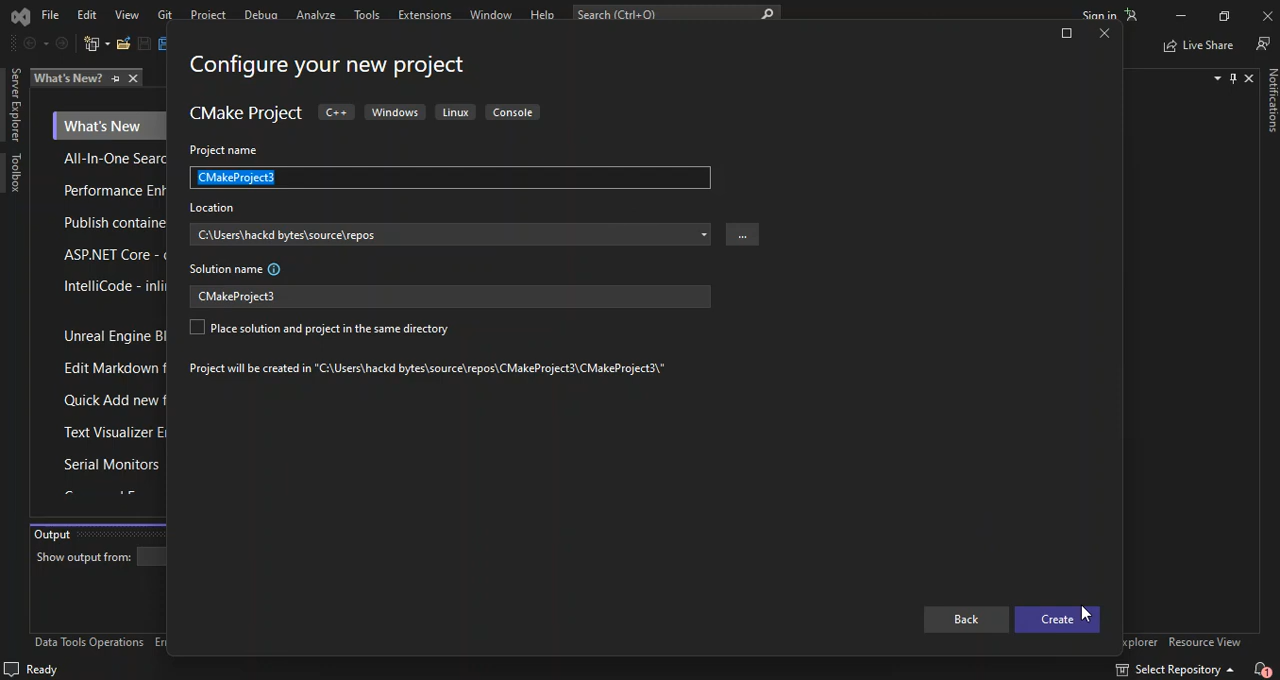 File Edit View Git Project Debug Analyze Tools Extensions Window Help Search (Ctrl+Q) Sign in
Live Share
Configure your new project
Server Explorer
Toolbox
Notifications
What's New?
CMake Project C++ Windows Linux Console
What's New
All-In-One Searc
Performance Enh
Publish containe
ASP.NET Core -
IntelliCode - inli
Unreal Engine Bl
Edit Markdown f
Quick Add new f
Text Visualizer E
Serial Monitors
Project name
CMakeProject3
Location
C:\Users\hackd bytes\source\repos
...
Solution name
CMakeProject3
Place solution and project in the same directory
Project will be created in "C:\Users\hackd bytes\source\repos\CMakeProject3\CMakeProject3\"
Output
Show output from:
Back Create
Data Tools Operations Er xplorer Resource View
Ready Select Repository 1